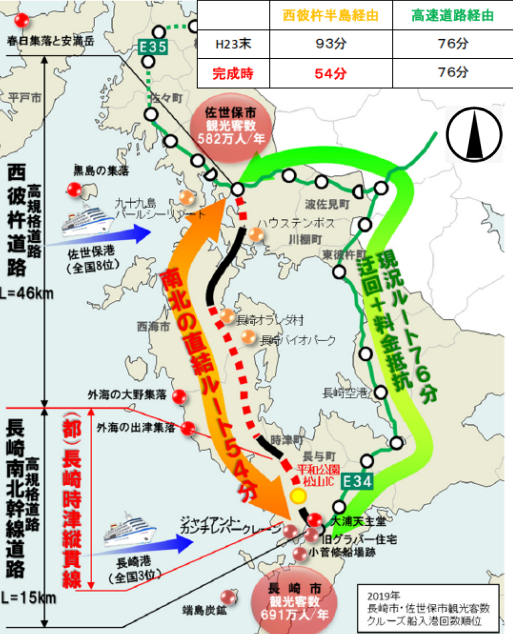 西彼杵半島経由 高速道路経由
H23末 93分 76分
完成時 54分 76分
春日集落と安満岳
E35
平戸市
佐々町
佐世保市
観光客数
582万人/年
黒島の集落
九十九島
パールシーリゾート
佐世保港
(全国8位)
ハウステンボス
川棚町
波佐見町
東彼杵町
西彼杵道路
高規格道路
L=46km
南北の直結ルート54分
現況ルート76分
迂回+料金抵抗
西海市
長崎オランダ村
長崎バイオパーク
長崎空港
外海の大野集落
外海の出津集落
時津町
長与町
平和公園
松山IC
E34
長崎南北幹線道路
高規格道路
L=15km
(都)長崎時津縦貫線
長崎港
(全国3位)
ジャイアント・
カンチレバークレーン
大浦天主堂
旧グラバー住宅
小菅修船場跡
端島炭鉱
長崎市
観光客数
691万人/年
2019年
長崎市・佐世保市観光客数
クルーズ船入港回数順位